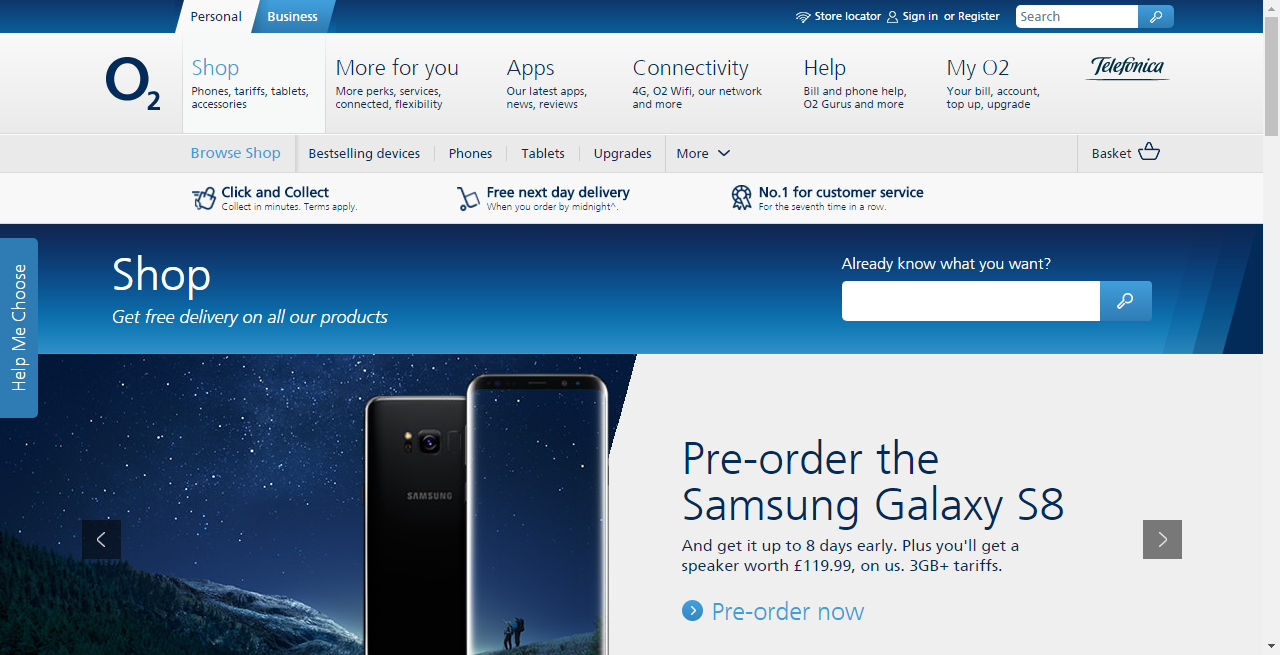 Personal
Business
Store locator
Sign in or Register
Search
O2
Shop
Phones, tariffs, tablets,
accessories
More for you
More perks, services,
connected, flexibility
Apps
Our latest apps,
news, reviews
Connectivity
4G, O2 Wifi, our network
and more
Help
Bill and phone help,
O2 Gurus and more
My O2
Your bill, account,
top up, upgrade
Telefónica
Browse Shop
Bestselling devices
Phones
Tablets
Upgrades
More
Basket
Click and Collect
Collect in minutes. Terms apply.
Free next day delivery
When you order by midnight^.
No.1 for customer service
For the seventh time in a row.
Help Me Choose
Shop
Get free delivery on all our products
Already know what you want?
SAMSUNG
Pre-order the
Samsung Galaxy S8
And get it up to 8 days early. Plus you'll get a
speaker worth £119.99, on us. 3GB+ tariffs.
Pre-order now